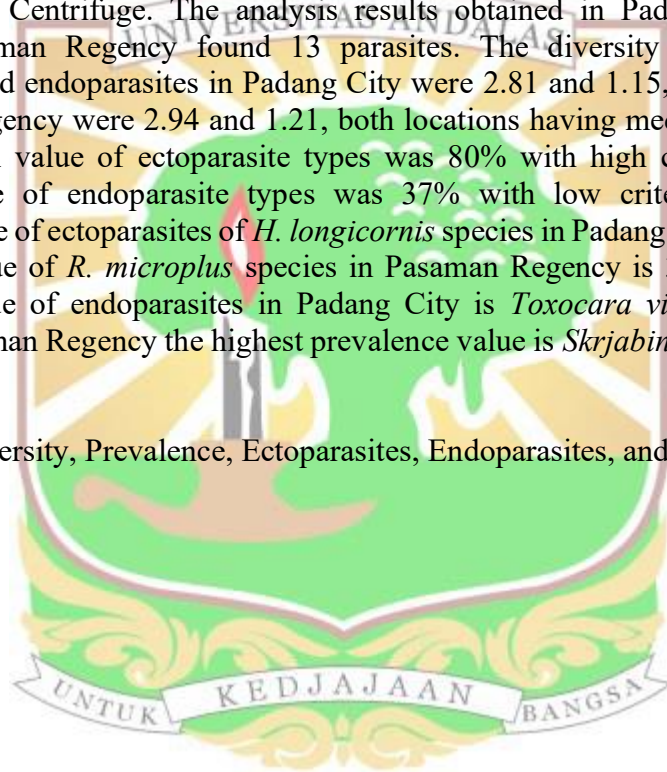 Centrifuge. The analysis results obtained in Pad
UNIVERSITAS ANDALAS
man Regency found 13 parasites. The diversity
d endoparasites in Padang City were 2.81 and 1.15,
gency were 2.94 and 1.21, both locations having me
value of ectoparasite types was 80% with high
e of endoparasite types was 37% with low crite
e of ectoparasites of H. longicornis species in Padang
ue of R. microplus species in Pasaman Regency is
ue of endoparasites in Padang City is Toxocara vi
man Regency the highest prevalence value is Skrjabin
ersity, Prevalence, Ectoparasites, Endoparasites, and
UNTUK KEDJAJAAN BANGSA